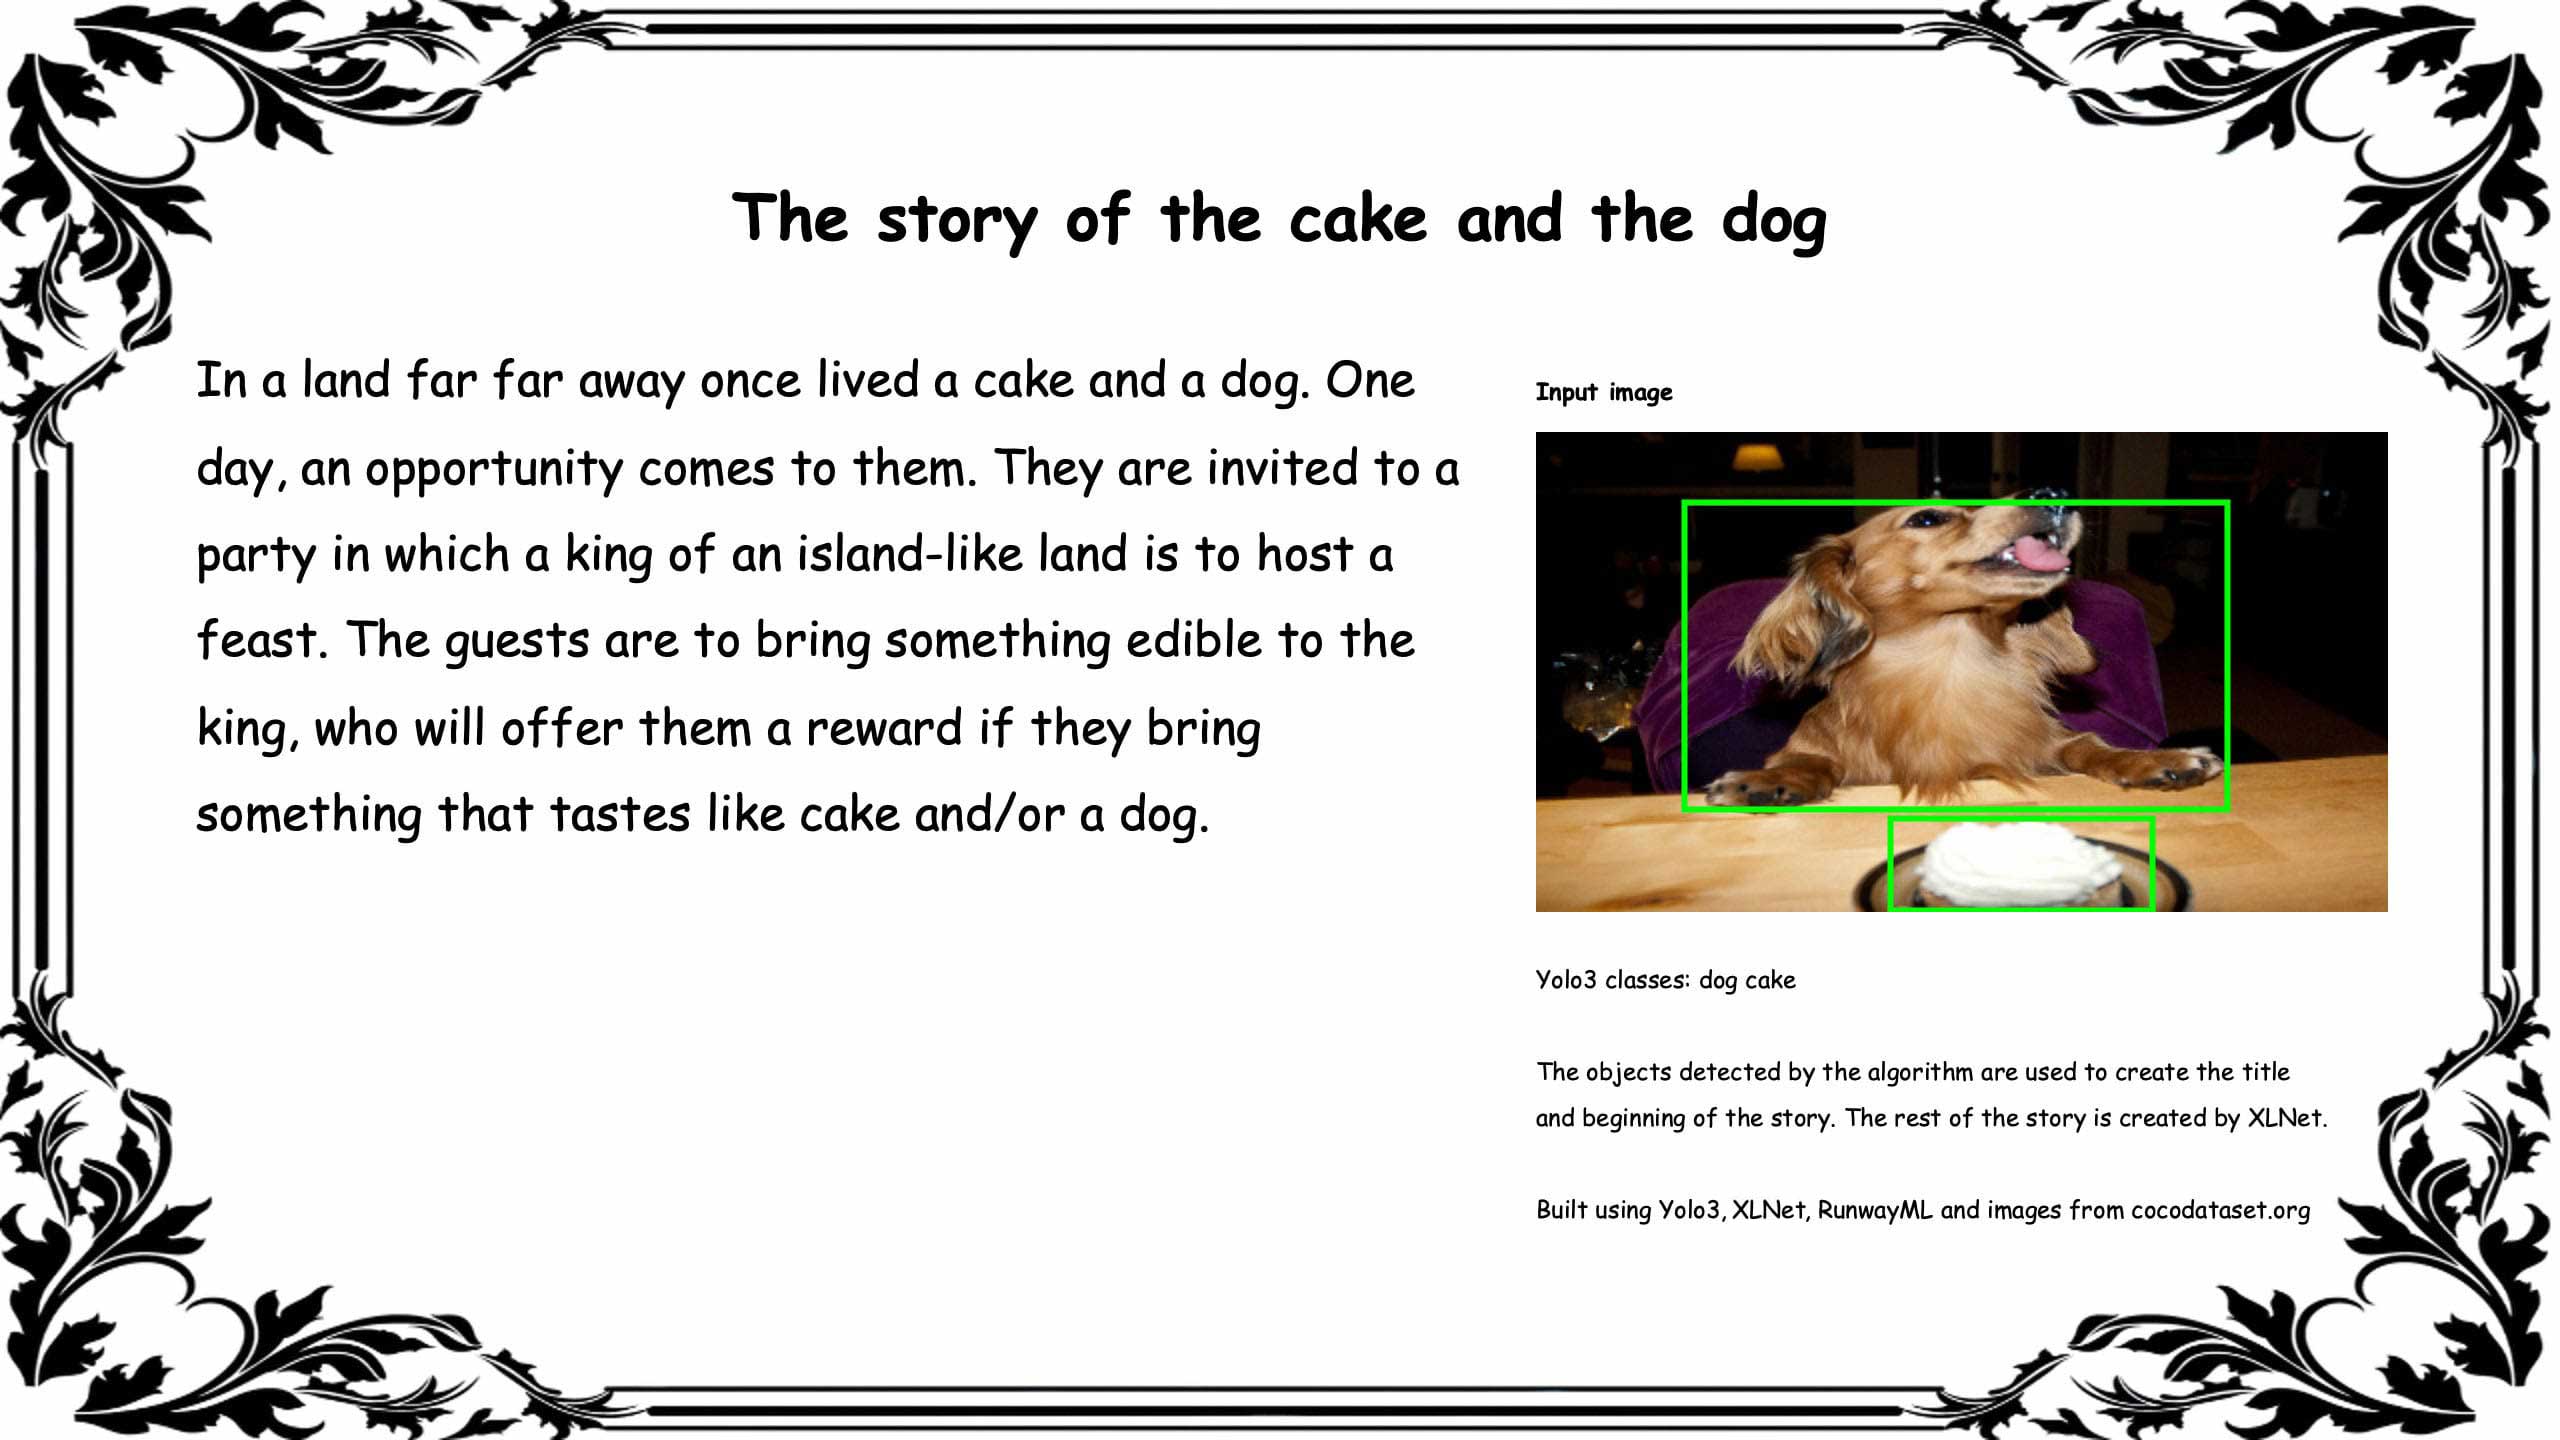 The story of the cake and the dog
In a land far far away once lived a cake and a dog. One
day, an opportunity comes to them. They are invited to a
party in which a king of an island-like land is to host a
feast. The guests are to bring something edible to the
king, who will offer them a reward if they bring
something that tastes like cake and/or a dog.
Input image
Yolo3 classes: dog cake
The objects detected by the algorithm are used to create the title
and beginning of the story. The rest of the story is created by XLNet.
Built using Yolo3, XLNet, RunwayML and images from cocodataset.org